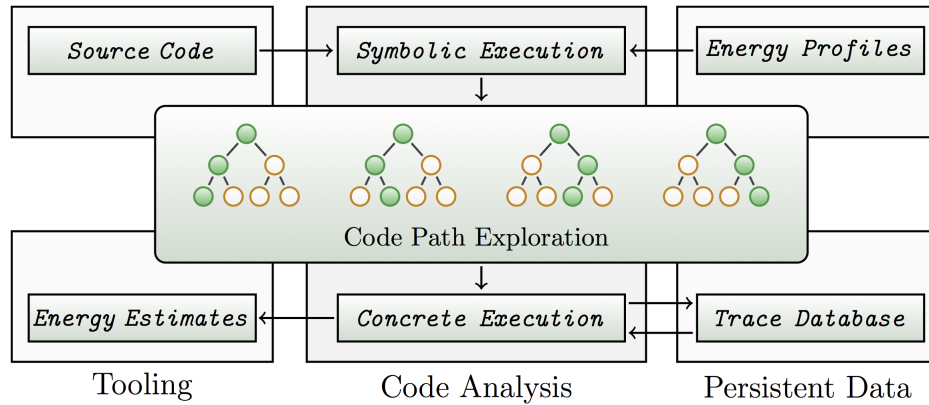 Source Code
Symbolic Execution
Energy Profiles
Code Path Exploration
Energy Estimates
Concrete Execution
Trace Database
Tooling
Code Analysis
Persistent Data